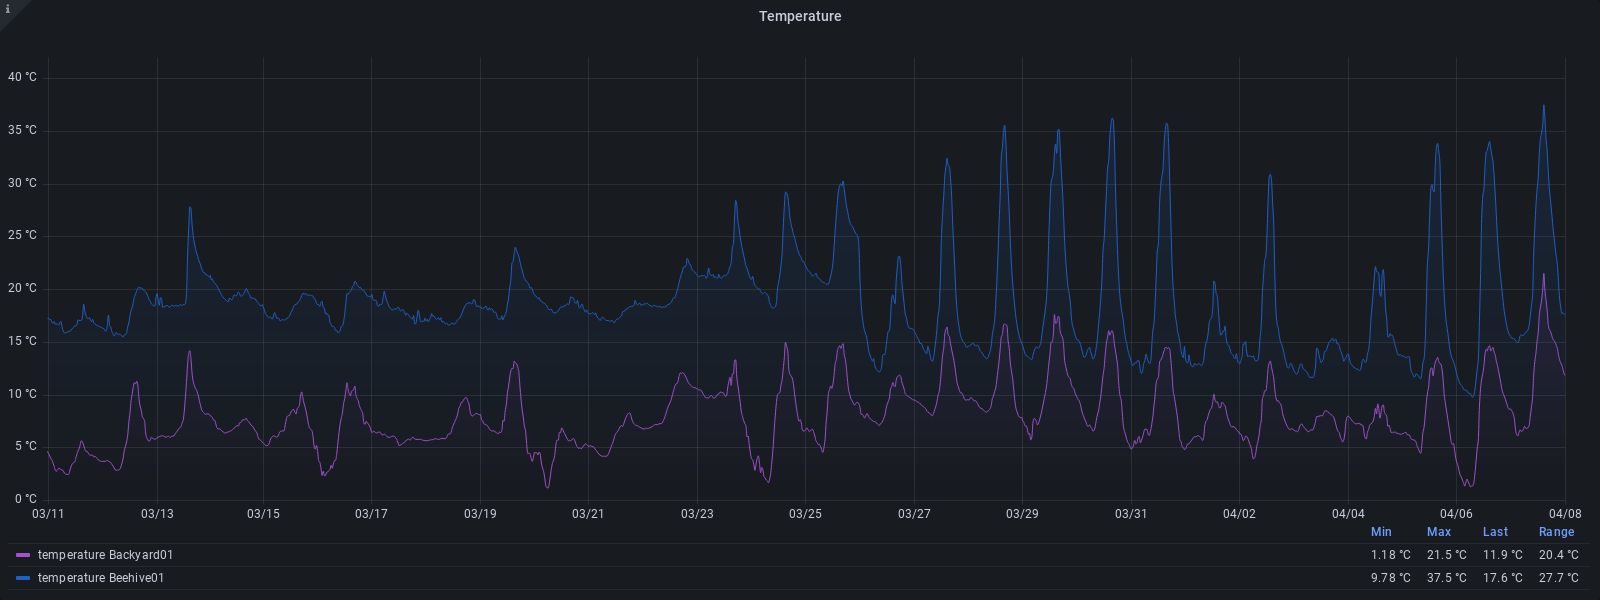 i
Temperature
40 °C
35 °C
30 °C
25 °C
20 °C
15 °C
10 °C
5 °C
0 °C
03/11 03/13 03/15 03/17 03/19 03/21 03/23 03/25 03/27 03/29 03/31 04/02 04/04 04/06 04/08
Min Max Last Range
temperature Backyard01 1.18 °C 21.5 °C 11.9 °C 20.4 °C
temperature Beehive01 9.78 °C 37.5 °C 17.6 °C 27.7 °C